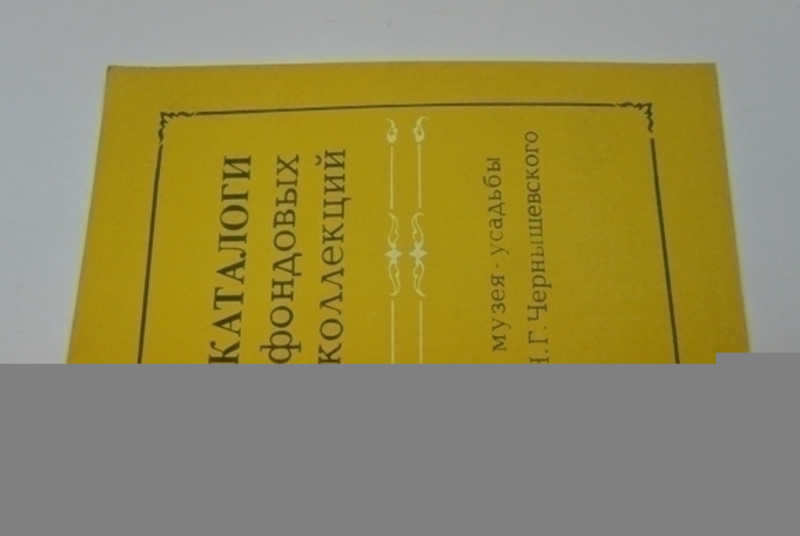 КАТАЛОГИ
фондовых
коллекций
музея-усадьбы
Н. Г. Чернышевского